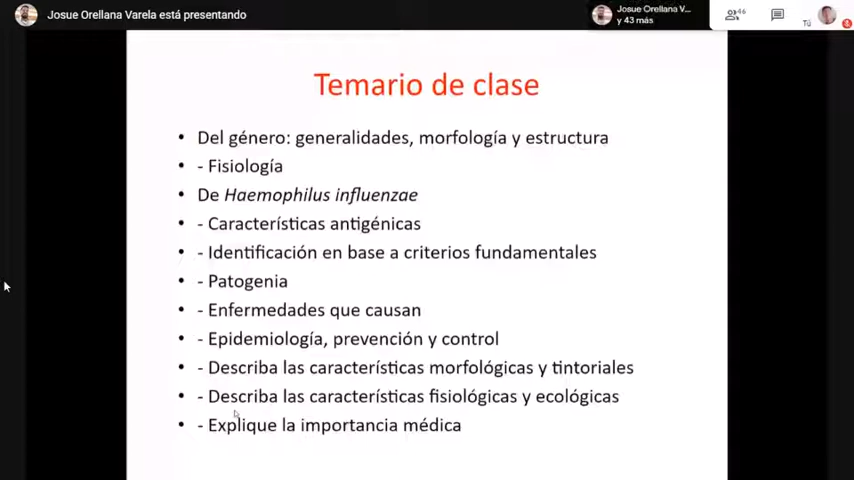 Josue Orellana Varela está presentando
Josue Orellana V...
y 43 más
46
Tú
Temario de clase
• Del género: generalidades, morfología y estructura
• - Fisiología
• De Haemophilus influenzae
• - Características antigénicas
• - Identificación en base a criterios fundamentales
• - Patogenia
• - Enfermedades que causan
• - Epidemiología, prevención y control
• - Describa las características morfológicas y tintoriales
• - Describa las características fisiológicas y ecológicas
• - Explique la importancia médica